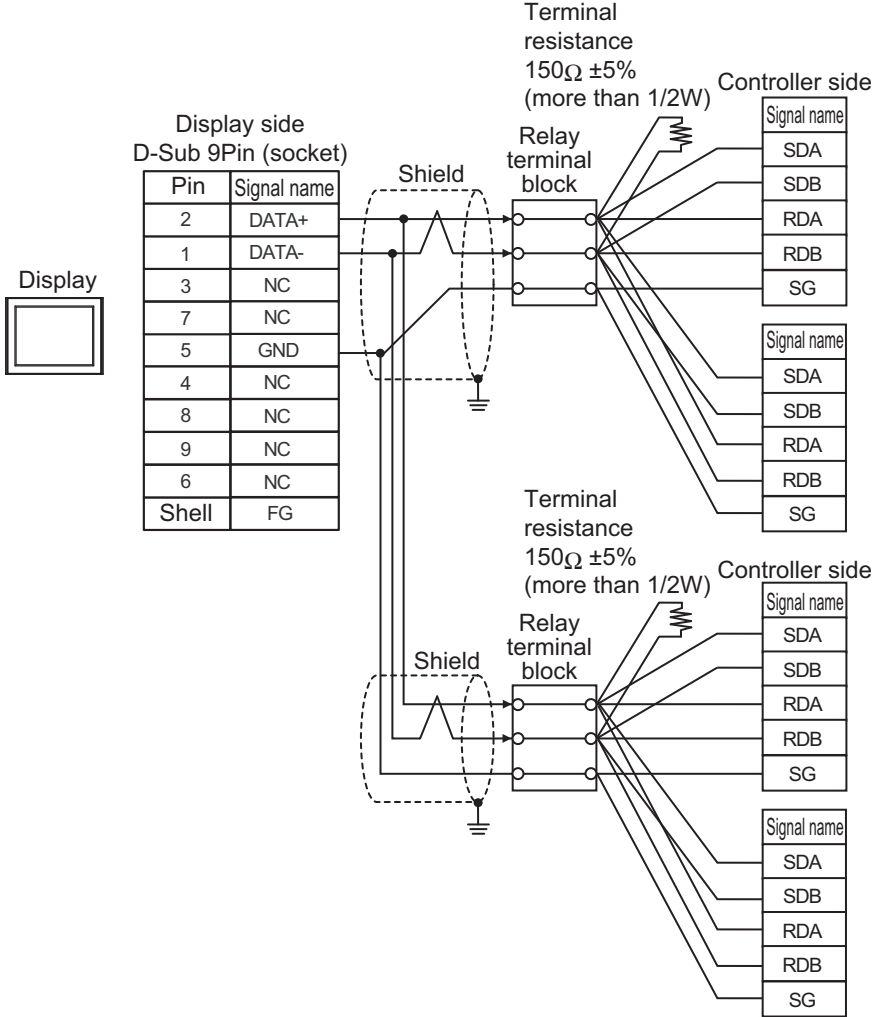 Terminal
resistance
150Ω ±5%
(more than 1/2W)
Controller side
Display side
D-Sub 9Pin (socket)
Shield
Relay
terminal
block
Display
Pin Signal name
2 DATA+
1 DATA-
3 NC
7 NC
5 GND
4 NC
8 NC
9 NC
6 NC
Shell FG
Signal name
SDA
SDB
RDA
RDB
SG
Signal name
SDA
SDB
RDA
RDB
SG
Terminal
resistance
150Ω ±5%
(more than 1/2W)
Controller side
Shield
Relay
terminal
block
Signal name
SDA
SDB
RDA
RDB
SG
Signal name
SDA
SDB
RDA
RDB
SG